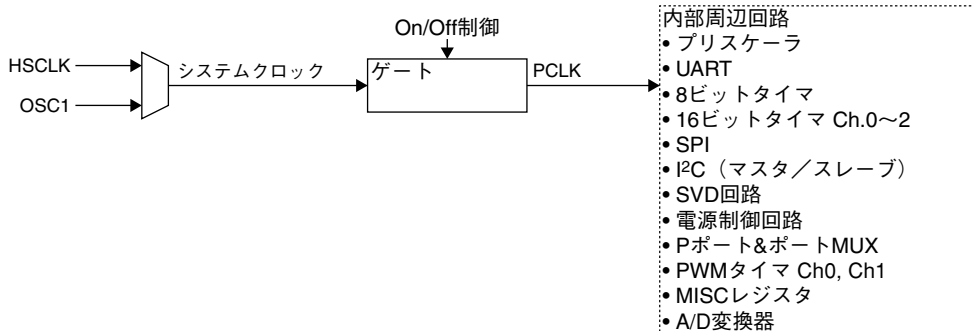 On/Off制御
HSCLK
OSC1
システムクロック
ゲート
PCLK
内部周辺回路
• プリスケーラ
• UART
• 8ビットタイマ
• 16ビットタイマ Ch.0～2
• SPI
• I²C（マスタ／スレーブ）
• SVD回路
• 電源制御回路
• Pポート&ポートMUX
• PWMタイマ Ch0, Ch1
• MISCレジスタ
• A/D変換器